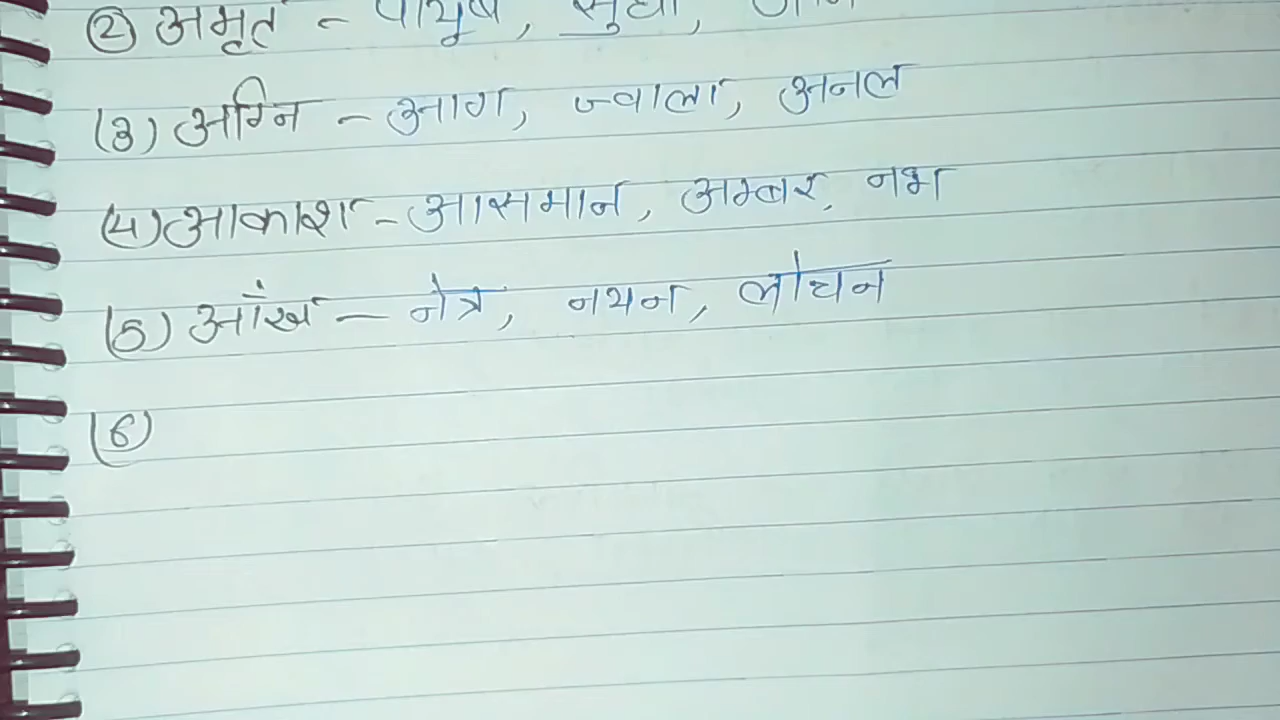 ② अमृत - पीयूष, सुधा,
(3) अग्नि - आग, ज्वाला, अनल
(4) आकाश - आसमान, अम्बर, नभ
(5) आँख - नेत्र, नयन, लोचन
(6)